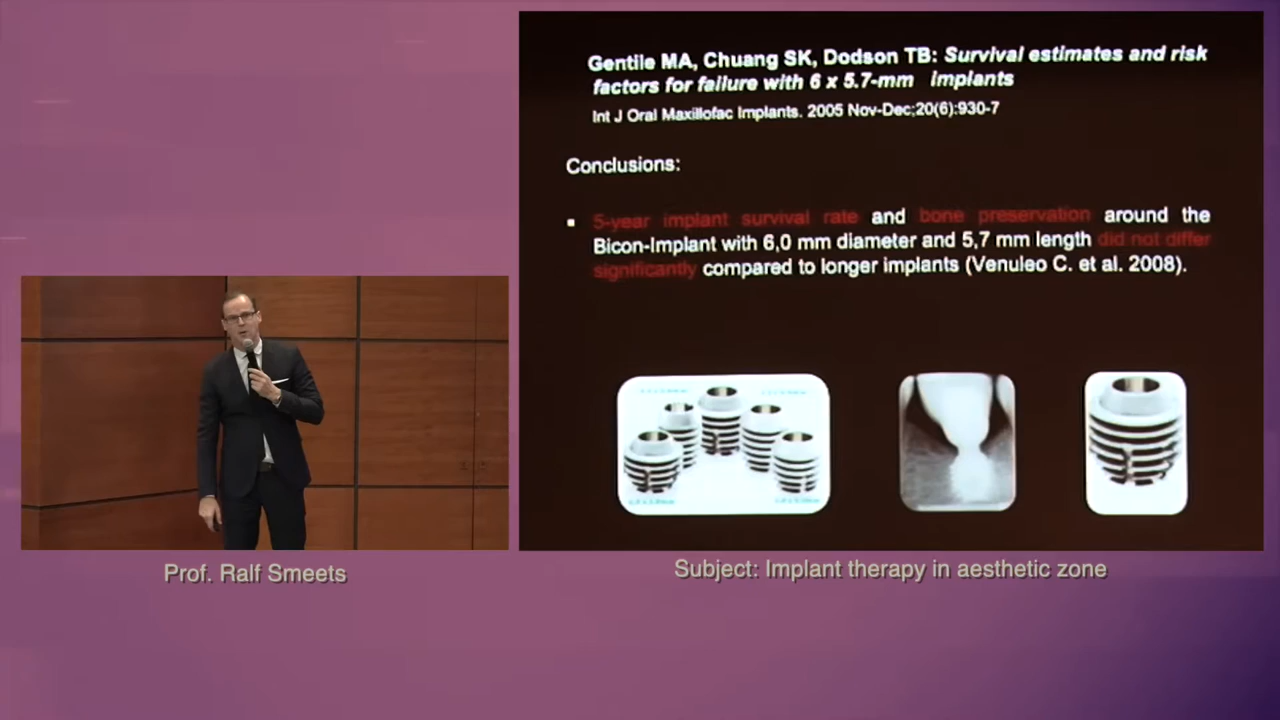 Gentile MA, Chuang SK, Dodson TB: Survival estimates and risk
factors for failure with 6 x 5.7-mm implants
Int J Oral Maxillofac Implants. 2005 Nov-Dec;20(6):930-7
Conclusions:
▪ 5-year implant survival rate and bone preservation around the
Bicon-Implant with 6,0 mm diameter and 5,7 mm length did not differ
significantly compared to longer implants (Venuleo C. et al. 2008).
Prof. Ralf Smeets
Subject: Implant therapy in aesthetic zone